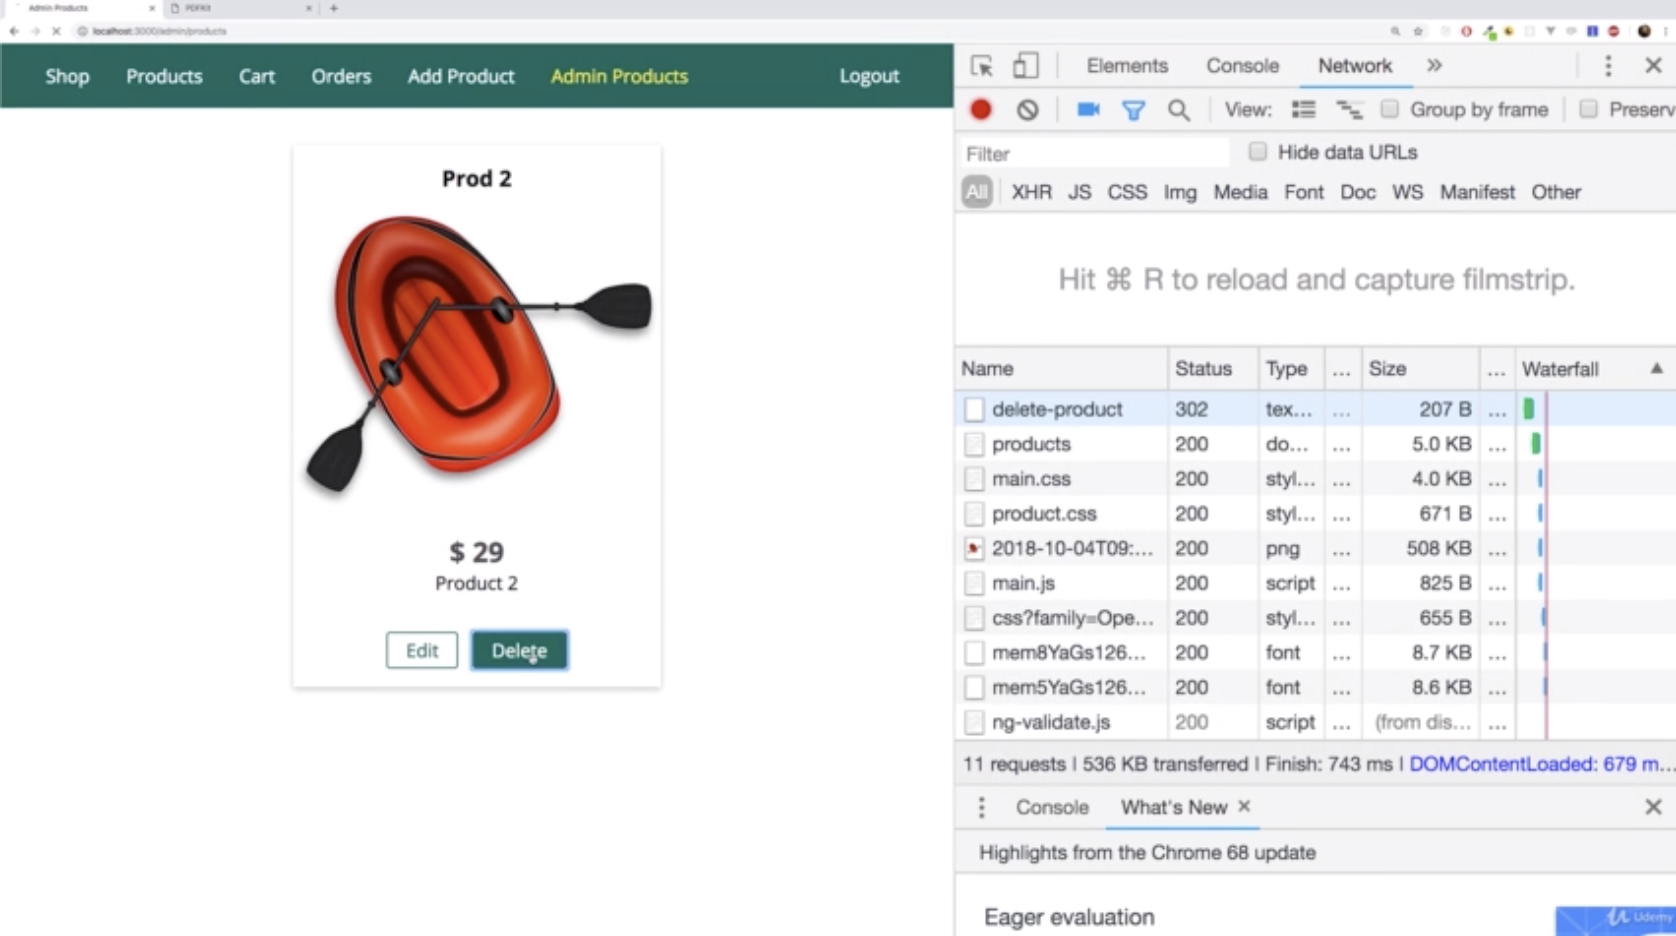 Admin Products
PDFKit
localhost:3000/admin/products
Shop Products Cart Orders Add Product Admin Products Logout
Prod 2
$ 29
Product 2
Edit Delete
Elements Console Network
View: Group by frame Preserv
Filter Hide data URLs
All XHR JS CSS Img Media Font Doc WS Manifest Other
Hit ⌘ R to reload and capture filmstrip.
Name Status Type ... Size ... Waterfall
delete-product 302 tex... ... 207 B ...
products 200 do... ... 5.0 KB ...
main.css 200 styl... ... 4.0 KB ...
product.css 200 styl... ... 671 B ...
2018-10-04T09:... 200 png ... 508 KB ...
main.js 200 script ... 825 B ...
css?family=Ope... 200 styl... ... 655 B ...
mem8YaGs126... 200 font ... 8.7 KB ...
mem5YaGs126... 200 font ... 8.6 KB ...
ng-validate.js 200 script ... (from dis... ...
11 requests | 536 KB transferred | Finish: 743 ms | DOMContentLoaded: 679 m...
Console What's New
Highlights from the Chrome 68 update
Eager evaluation
Udemy